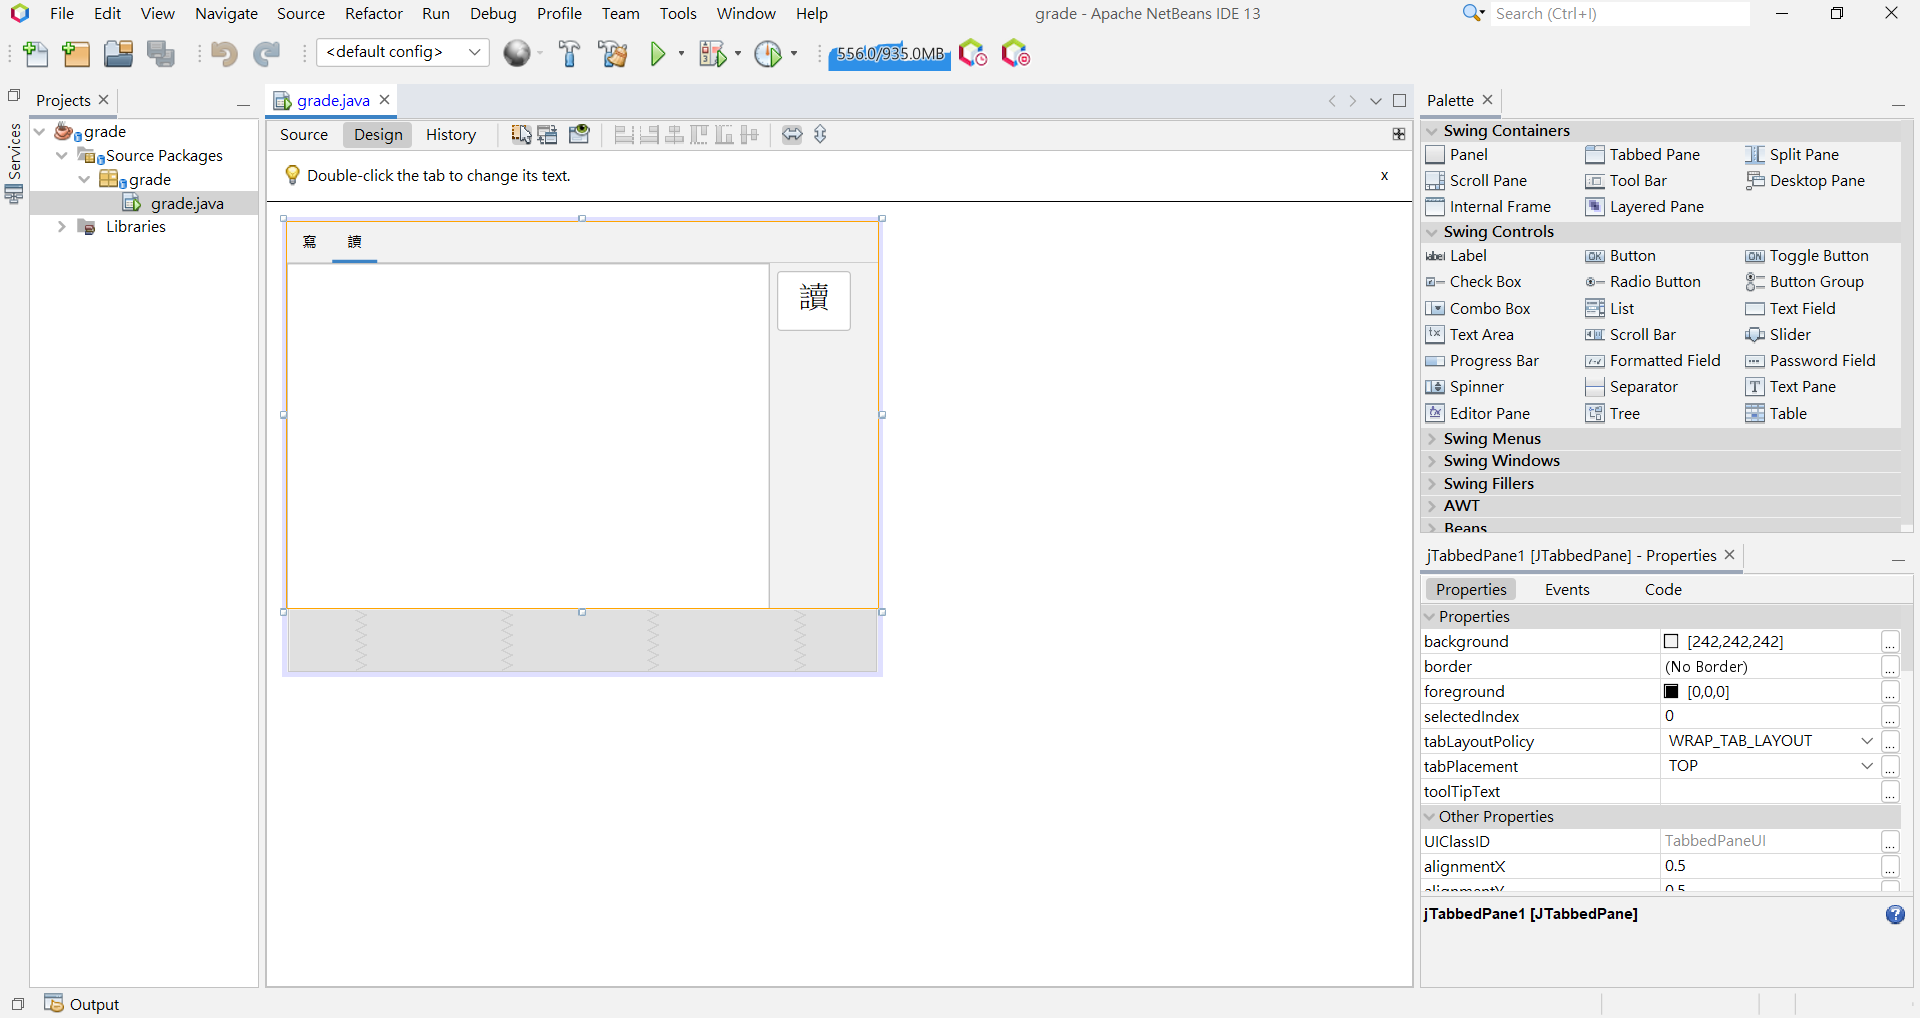 File Edit View Navigate Source Refactor Run Debug Profile Team Tools Window Help
grade - Apache NetBeans IDE 13
Search (Ctrl+I)
<default config>
556.0/935.0MB
Services
Projects
grade
Source Packages
grade
grade.java
Libraries
grade.java
Source Design History
Double-click the tab to change its text.
x
寫 讀
讀
Palette
Swing Containers
Panel Tabbed Pane Split Pane
Scroll Pane Tool Bar Desktop Pane
Internal Frame Layered Pane
Swing Controls
label Label OK Button ON Toggle Button
Check Box Radio Button Button Group
Combo Box List Text Field
Text Area Scroll Bar Slider
Progress Bar Formatted Field Password Field
Spinner Separator Text Pane
Editor Pane Tree Table
Swing Menus
Swing Windows
Swing Fillers
AWT
Beans
jTabbedPane1 [JTabbedPane] - Properties
Properties Events Code
Properties
background [242,242,242] ...
border (No Border) ...
foreground [0,0,0] ...
selectedIndex 0 ...
tabLayoutPolicy WRAP_TAB_LAYOUT ...
tabPlacement TOP ...
toolTipText ...
Other Properties
UIClassID TabbedPaneUI ...
alignmentX 0.5 ...
alignmentY 0.5
jTabbedPane1 [JTabbedPane]
?
Output